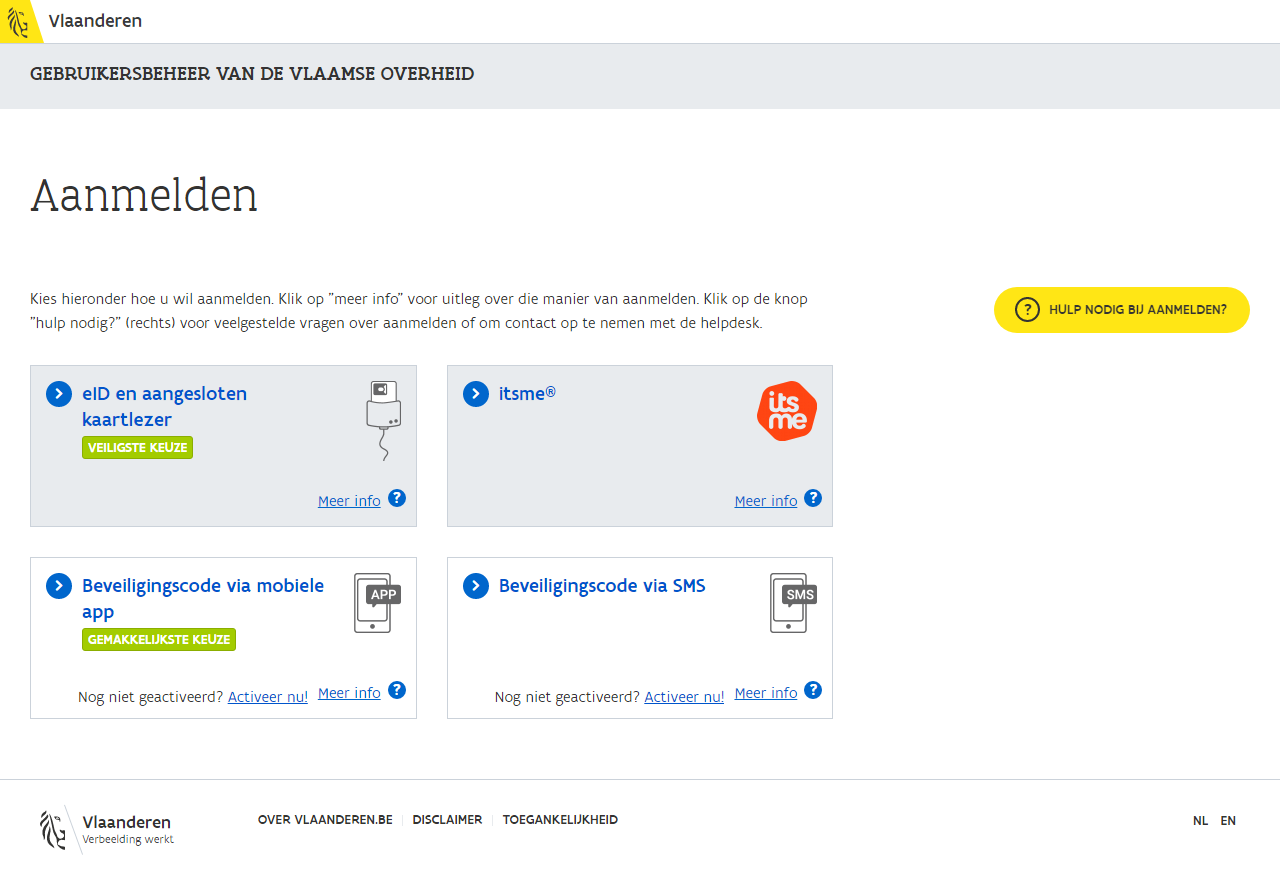 Vlaanderen
GEBRUIKERSBEHEER VAN DE VLAAMSE OVERHEID
Aanmelden
Kies hieronder hoe u wil aanmelden. Klik op "meer info" voor uitleg over die manier van aanmelden. Klik op de knop
"hulp nodig?" (rechts) voor veelgestelde vragen over aanmelden of om contact op te nemen met de helpdesk.
? HULP NODIG BIJ AANMELDEN?
eID en aangesloten
kaartlezer
VEILIGSTE KEUZE
Meer info ?
itsme®
its
me
Meer info ?
Beveiligingscode via mobiele
app
APP
GEMAKKELIJKSTE KEUZE
Nog niet geactiveerd? Activeer nu! Meer info ?
Beveiligingscode via SMS
SMS
Nog niet geactiveerd? Activeer nu! Meer info ?
Vlaanderen
Verbeelding werkt
OVER VLAANDEREN.BE DISCLAIMER TOEGANKELIJKHEID
NL EN